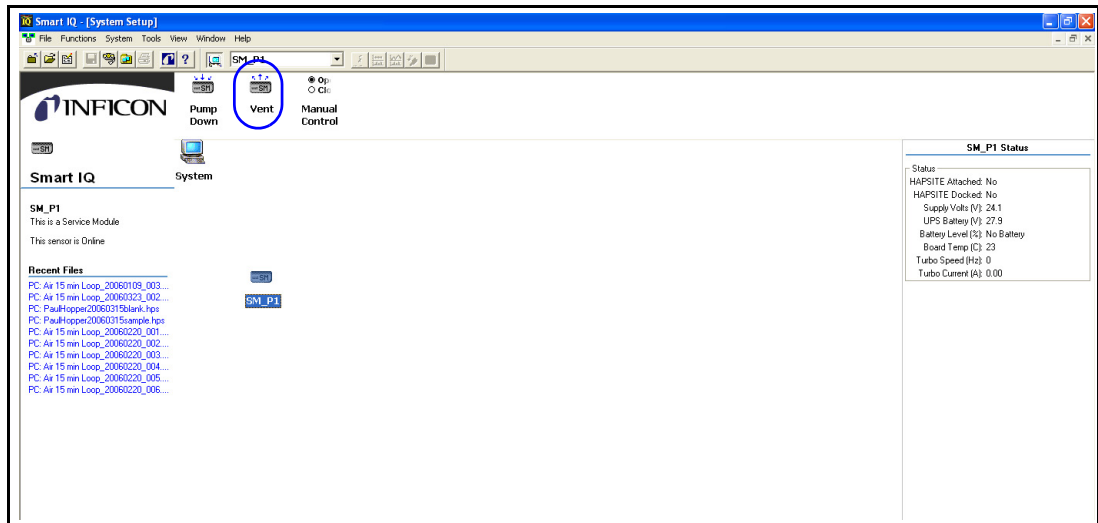 Smart IQ - [System Setup]
File Functions System Tools View Window Help
SM_P1
INFICON
Pump Down
Vent
Manual Control
Op
Clo
SM
Smart IQ
System
SM_P1
This is a Service Module
This sensor is Online
Recent Files
PC: Air 15 min Loop_20060109_003....
PC: Air 15 min Loop_20060323_002....
PC: PaulHopper20060315blank.hps
PC: PaulHopper20060315sample.hps
PC: Air 15 min Loop_20060220_001....
PC: Air 15 min Loop_20060220_002....
PC: Air 15 min Loop_20060220_003....
PC: Air 15 min Loop_20060220_004....
PC: Air 15 min Loop_20060220_005....
PC: Air 15 min Loop_20060220_006....
SM_P1
SM_P1 Status
Status
HAPSITE Attached: No
HAPSITE Docked: No
Supply Volts (V): 24.1
UPS Battery (V): 27.9
Battery Level (%): No Battery
Board Temp (C): 23
Turbo Speed (Hz): 0
Turbo Current (A): 0.00